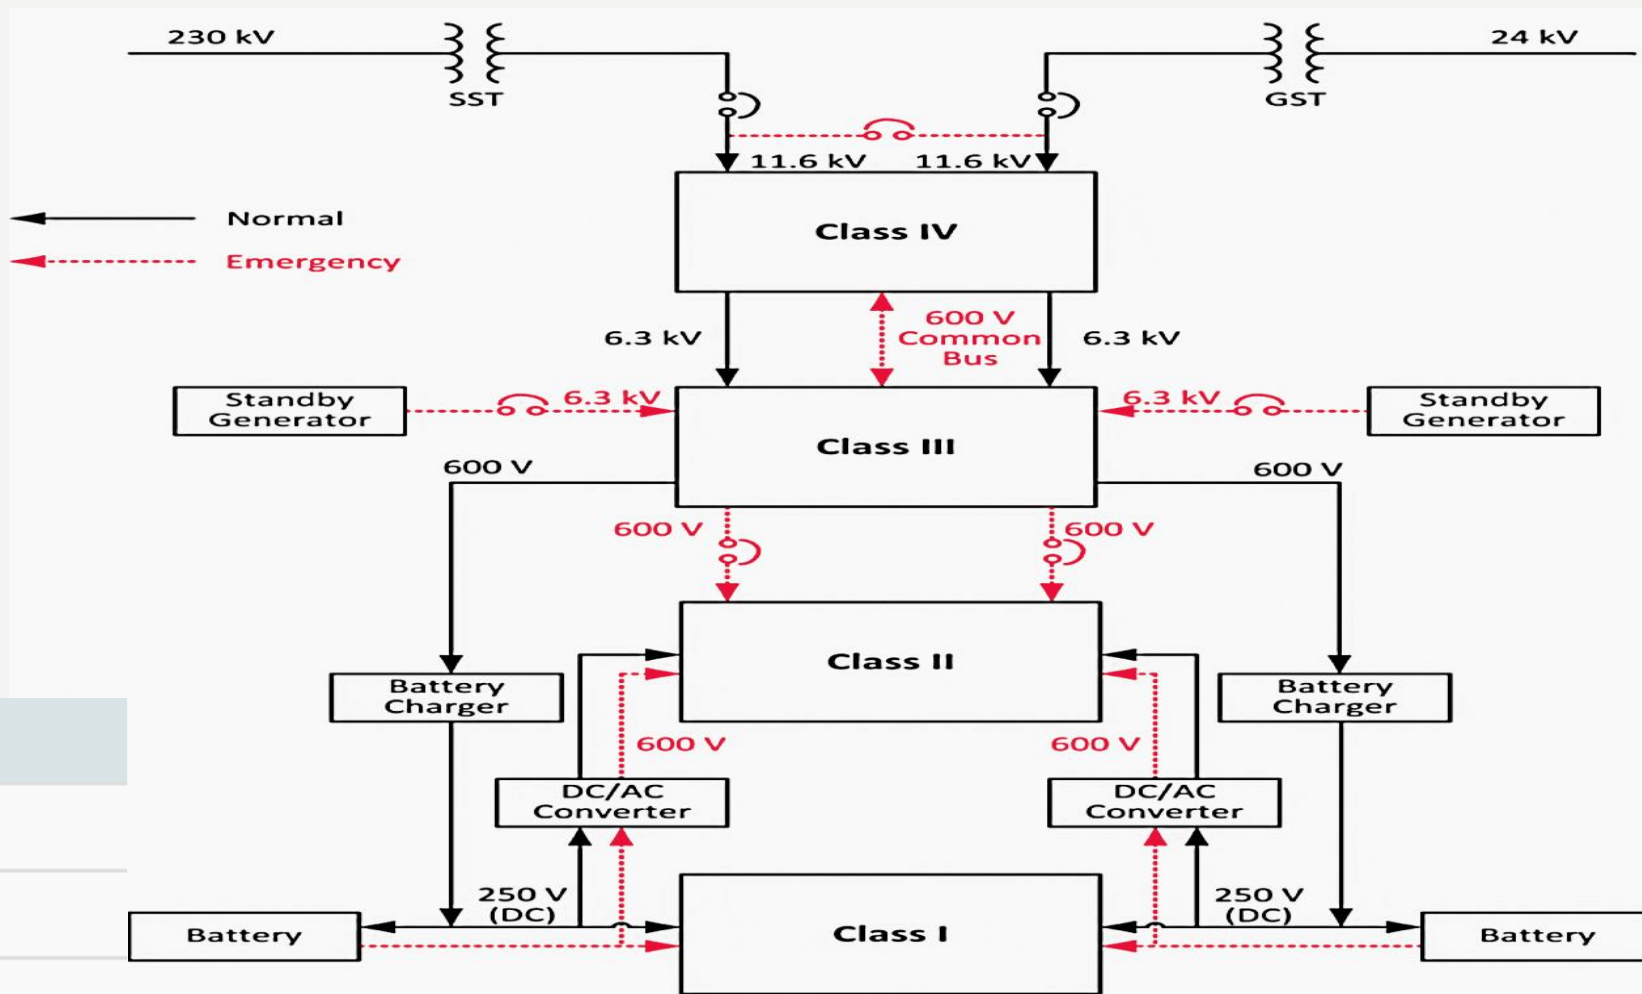 230 kV
24 kV
SST
GST
11.6 kV
11.6 kV
Normal
Emergency
Class IV
6.3 kV
600 V
Common
Bus
6.3 kV
Standby
Generator
6.3 kV
6.3 kV
Standby
Generator
Class III
600 V
600 V
600 V
600 V
Class II
Battery
Charger
Battery
Charger
600 V
600 V
DC/AC
Converter
DC/AC
Converter
250 V
(DC)
250 V
(DC)
Battery
Class I
Battery